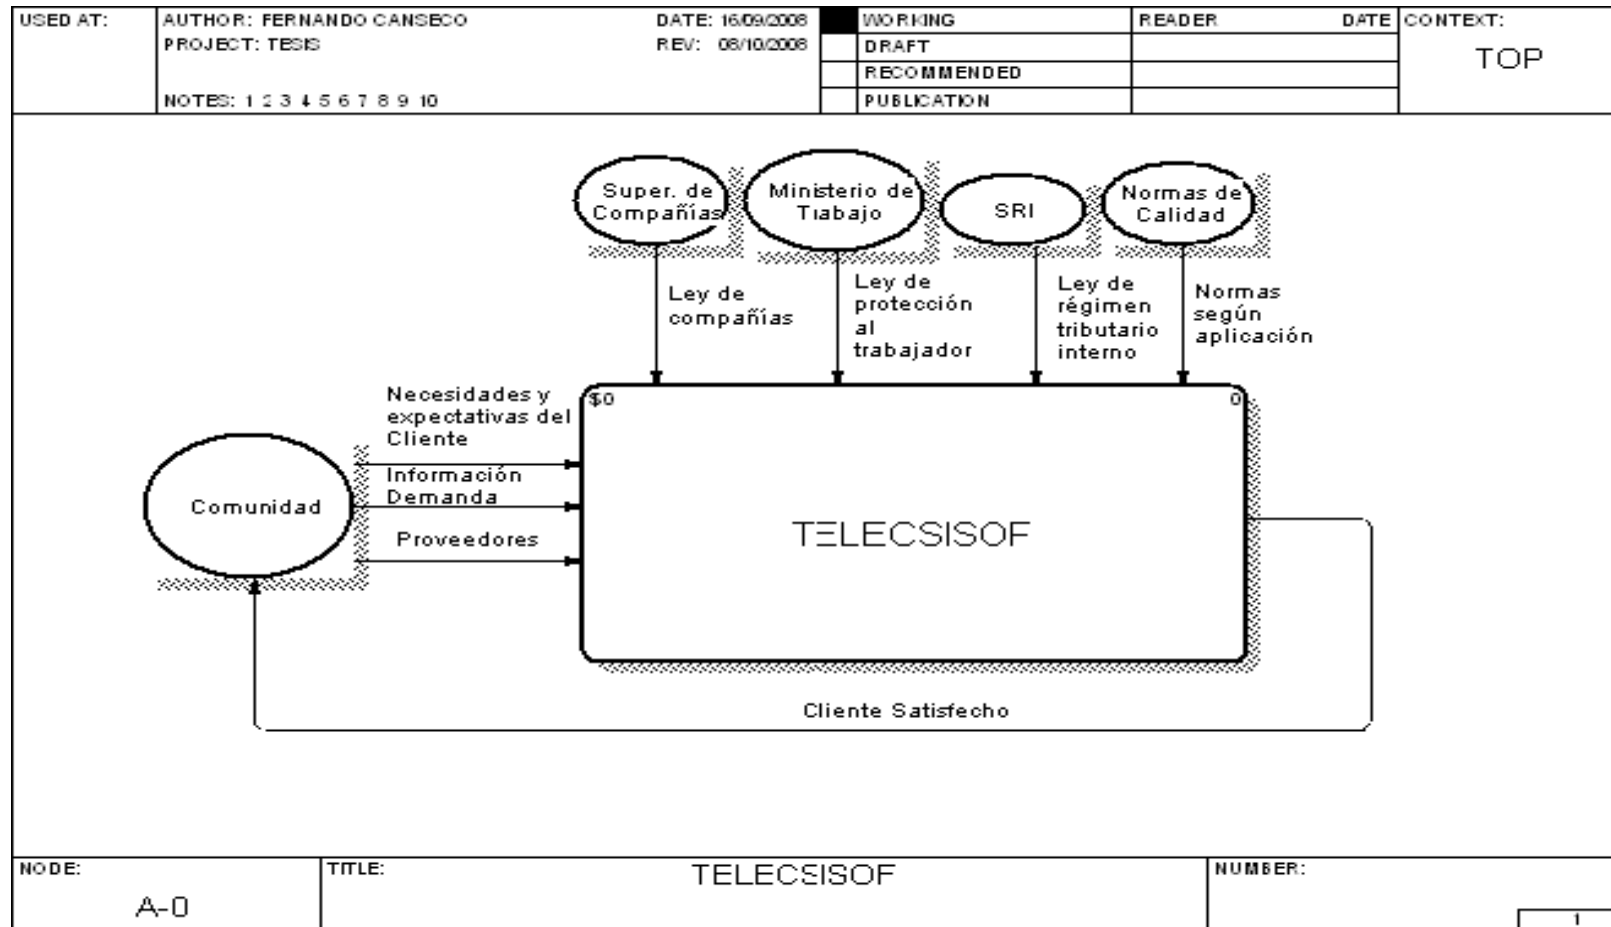 USED AT:
AUTHOR: FERNANDO CANSECO
DATE: 16/09/2008
PROJECT: TESIS
REV: 08/10/2008
NOTES: 1 2 3 4 5 6 7 8 9 10
WORKING
DRAFT
RECOMMENDED
PUBLICATION
READER
DATE
CONTEXT:
TOP
Super. de
Compañías
Ministerio de
Trabajo
SRI
Normas de
Calidad
Ley de
compañías
Ley de
protección
al
trabajador
Ley de
régimen
tributario
interno
Normas
según
aplicación
Necesidades y
expectativas del
Cliente
Información
Demanda
Proveedores
Comunidad
$0
0
TELECSISOF
Cliente Satisfecho
NODE:
A-0
TITLE:
TELECSISOF
NUMBER:
1